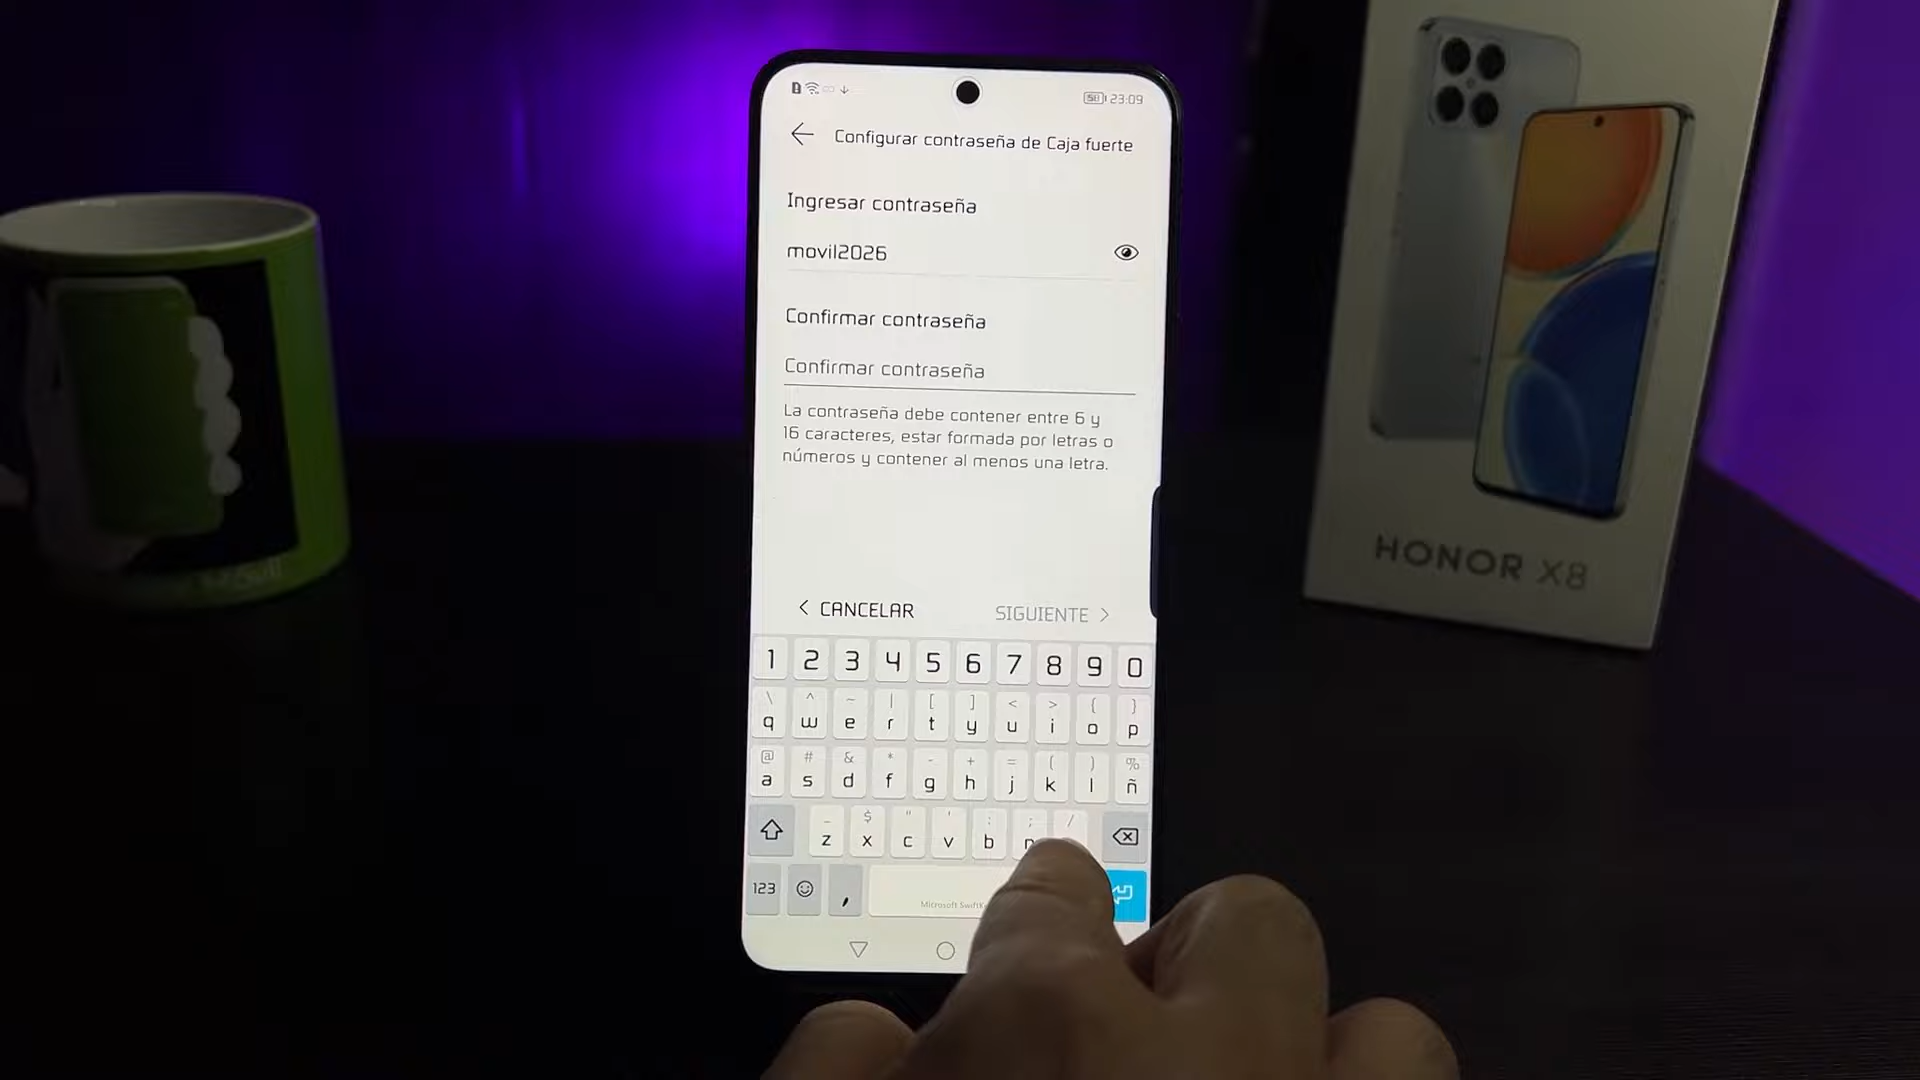 58 23:09
Configurar contraseña de Caja fuerte
Ingresar contraseña
movil2026
Confirmar contraseña
Confirmar contraseña
La contraseña debe contener entre 6 y
16 caracteres, estar formada por letras o
números y contener al menos una letra.
< CANCELAR
SIGUIENTE >
1 2 3 4 5 6 7 8 9 0
\ ^ ~ | [ ] < > { }
q w e r t y u i o p
@ # & * - + = ( ) %
a s d f g h j k l ñ
_ $ " ' : ; /
z x c v b n
123 ,
Microsoft
HONOR X8